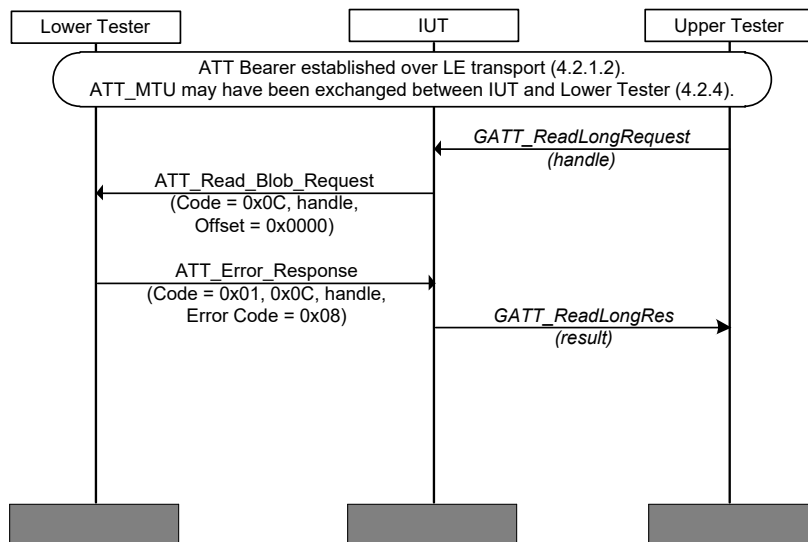 Lower Tester
IUT
Upper Tester
ATT Bearer established over LE transport (4.2.1.2).
ATT_MTU may have been exchanged between IUT and Lower Tester (4.2.4).
GATT_ReadLongRequest
(handle)
ATT_Read_Blob_Request
(Code = 0x0C, handle,
Offset = 0x0000)
ATT_Error_Response
(Code = 0x01, 0x0C, handle,
Error Code = 0x08)
GATT_ReadLongRes
(result)